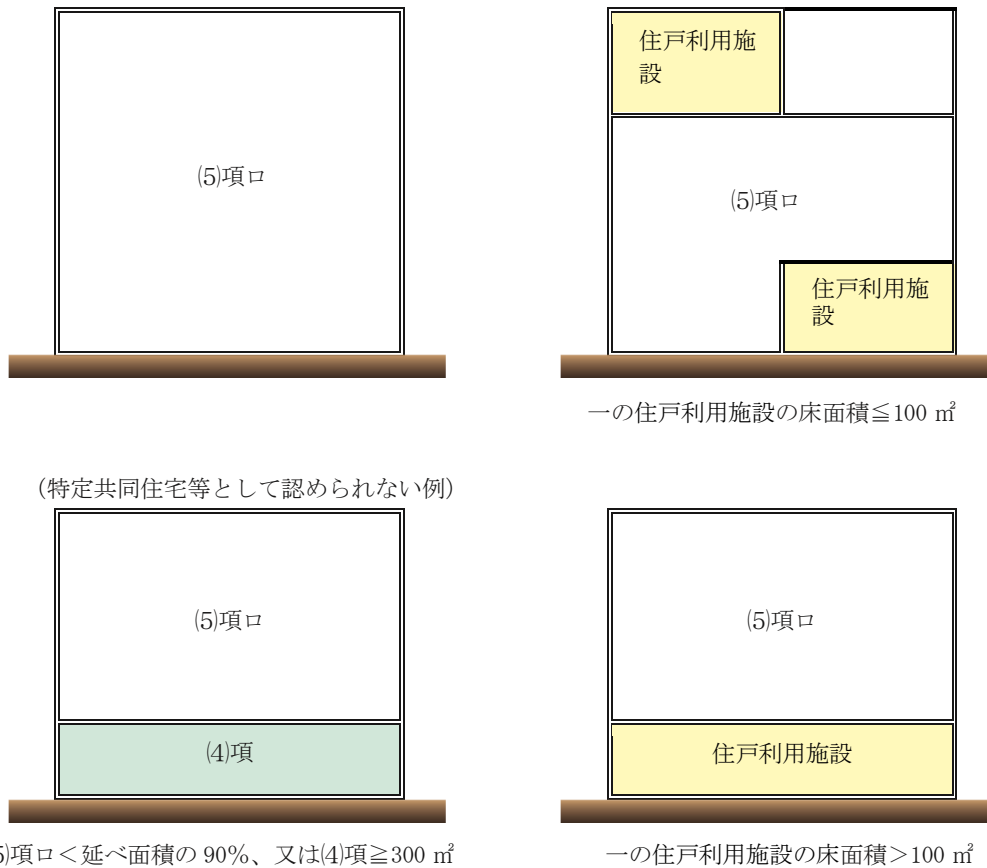 ⑸項ロ
住戸利用施
設
⑸項ロ
住戸利用施
設
一の住戸利用施設の床面積≦100 ㎡
(特定共同住宅等として認められない例)
⑸項ロ
⑷項
⑸項ロ
住戸利用施設
⑸項ロ<延べ面積の 90%、又は⑷項≧300 ㎡
一の住戸利用施設の床面積>100 ㎡